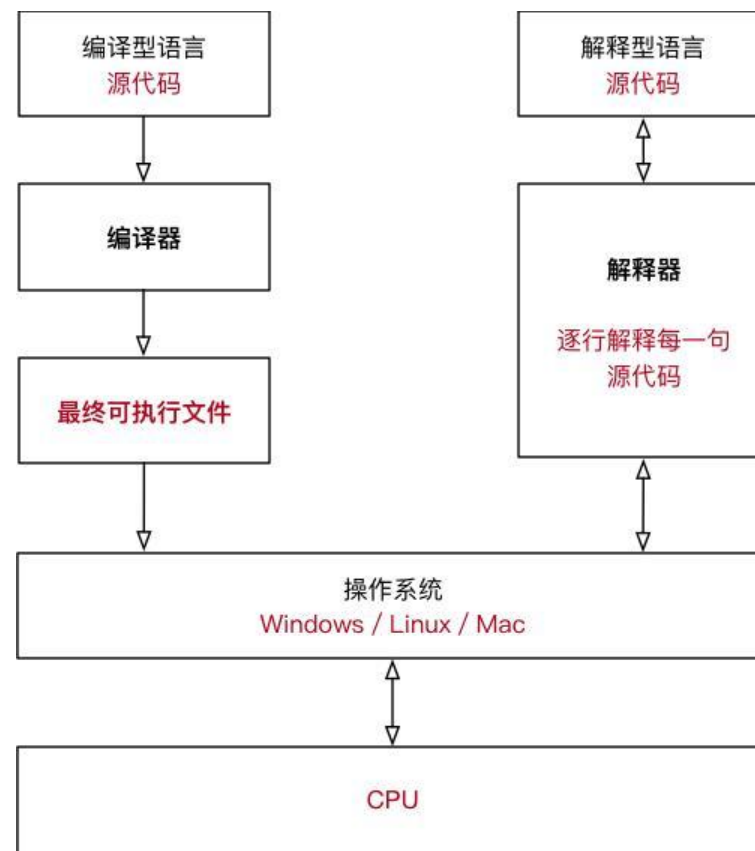 编译型语言
源代码
解释型语言
源代码
编译器
解释器
逐行解释每一句
源代码
最终可执行文件
操作系统
Windows / Linux / Mac
CPU